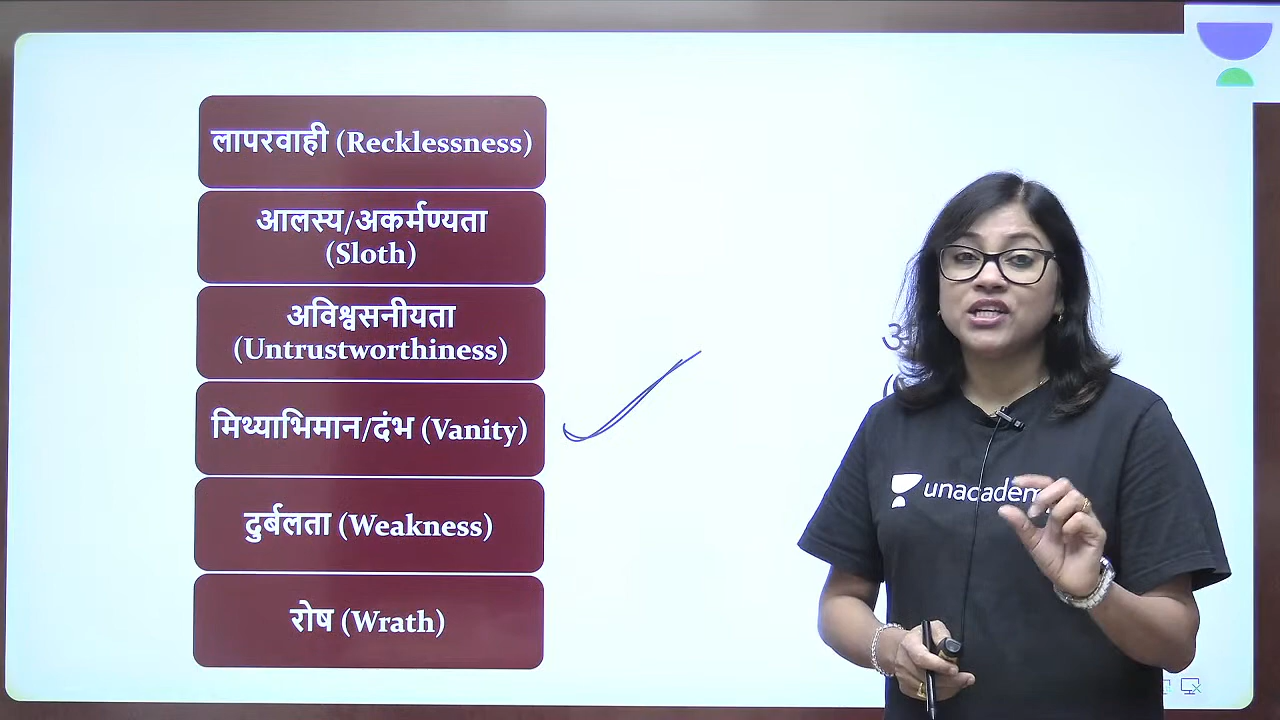 लापरवाही (Recklessness)
आलस्य/अकर्मण्यता
(Sloth)
अविश्वसनीयता
(Untrustworthiness)
मिथ्याभिमान/दंभ (Vanity)
दुर्बलता (Weakness)
रोष (Wrath)